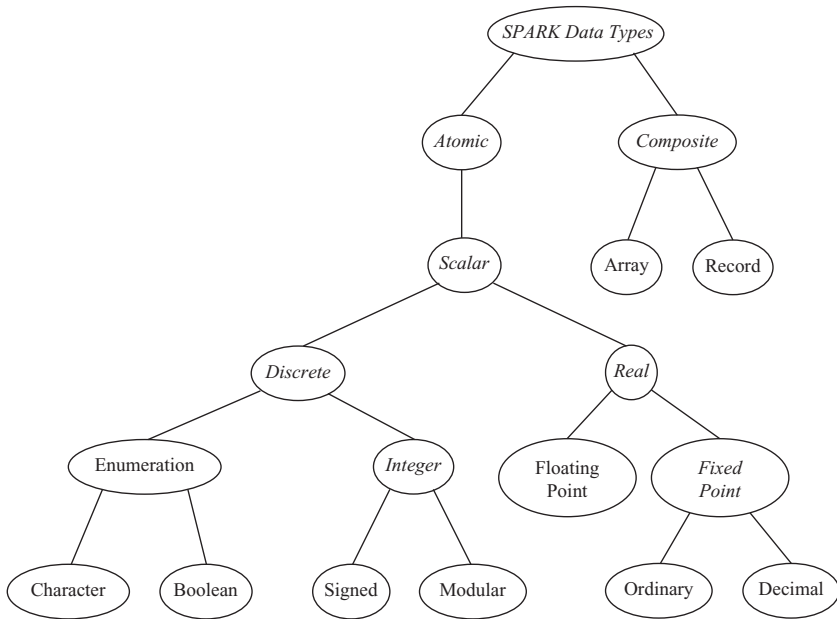 SPARK Data Types
Atomic
Composite
Scalar
Array
Record
Discrete
Real
Enumeration
Integer
Floating
Point
Fixed
Point
Character
Boolean
Signed
Modular
Ordinary
Decimal